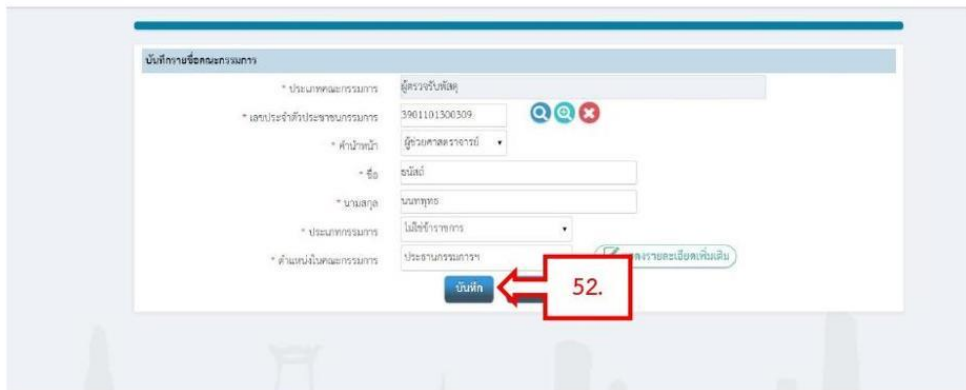 บันทึกรายชื่อคณะกรรมการ
* ประเภทคณะกรรมการ ผู้ตรวจรับพัสดุ
* เลขประจำตัวประชาชนกรรมการ 3901101300309
* คำนำหน้า ผู้ช่วยศาสตราจารย์
* ชื่อ ธนัสถ์
* นามสกุล นนทพุทธ
* ประเภทกรรมการ ไม่ใช่ข้าราชการ
* ตำแหน่งในคณะกรรมการ ประธานกรรมการฯ รายละเอียดเพิ่มเติม
บันทึก 52.